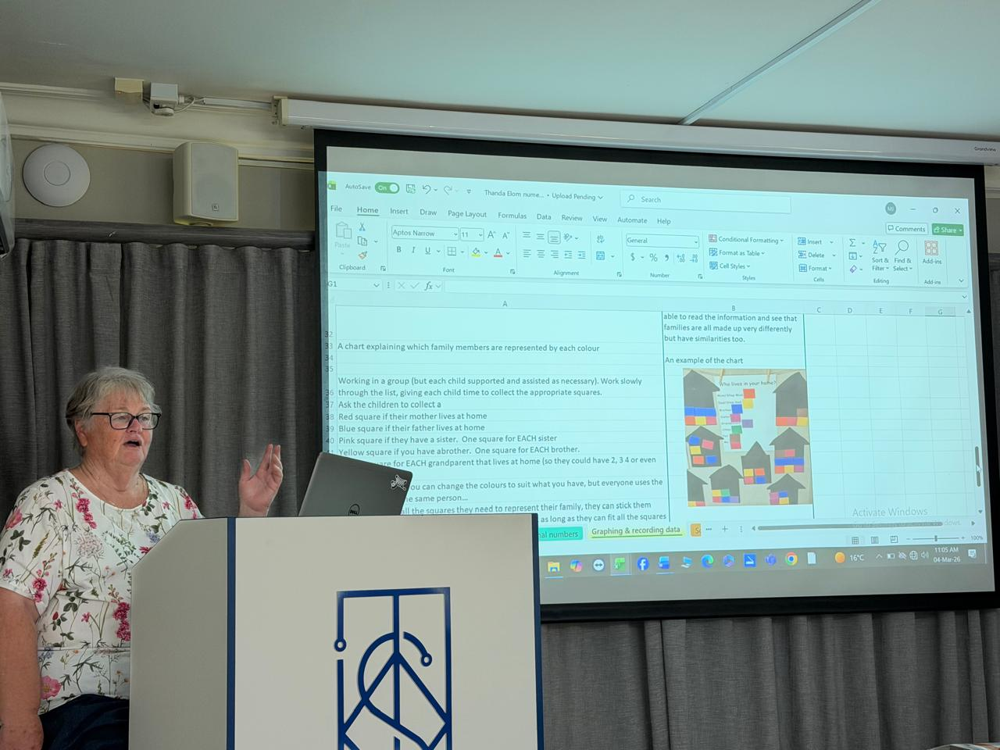 Grandview
AutoSave On Thanda Elom nume... • Upload Pending Search MJ
File Home Insert Draw Page Layout Formulas Data Review View Automate Help
Comments Share
Paste Aptos Narrow 11 A A General Conditional Formatting Insert Σ
B I U A Format as Table Delete Sort & Find & Add-ins
$ % Cell Styles Format Filter Select
Clipboard Font Alignment Number Styles Cells Editing Add-ins
G1 fx
A B C D E F G
able to read the information and see that
families are all made up very differently
32 but have similarities too.
33 A chart explaining which family members are represented by each colour
34 An example of the chart
35
Working in a group (but each child supported and assisted as necessary). Work slowly
36 through the list, giving each child time to collect the appropriate squares.
37 Ask the children to collect a
38 Red square if their mother lives at home
39 Blue square if their father lives at home
40 Pink square if they have a sister. One square for EACH sister
Yellow square if you have abrother. One square for EACH brother.
for EACH grandparent that lives at home (so they could have 2, 3 4 or even
ou can change the colours to suit what you have, but everyone uses the
same person...
all the squares they need to represent their family, they can stick them
as long as they can fit all the squares
Who lives in your home?
Activate Windows
numbers Graphing & recording data
100%
16°C 11:05 AM
04-Mar-26
DELL